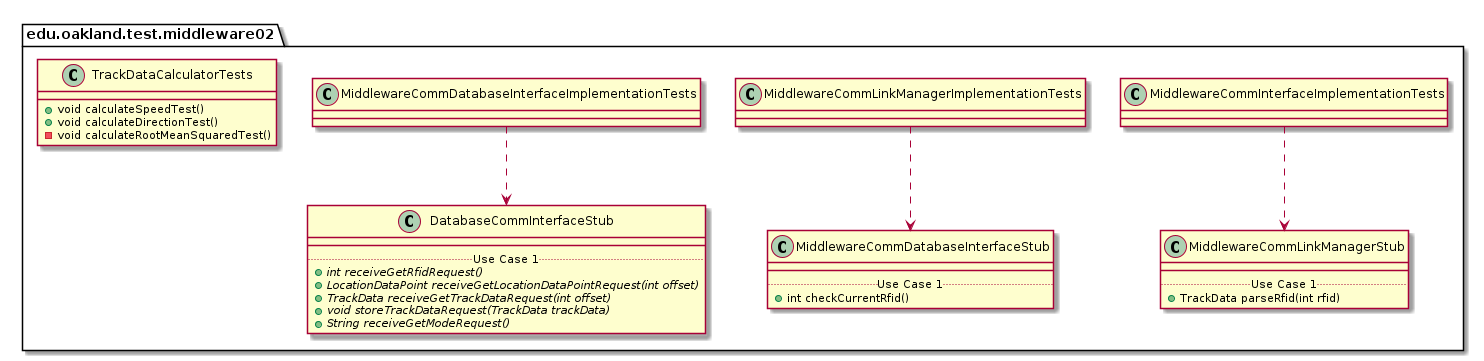 edu.oakland.test.middleware02
C TrackDataCalculatorTests
void calculateSpeedTest()
void calculateDirectionTest()
void calculateRootMeanSquaredTest()
C MiddlewareCommDatabaseInterfaceImplementationTests
C MiddlewareCommLinkManagerImplementationTests
C MiddlewareCommInterfaceImplementationTests
C DatabaseCommInterfaceStub
Use Case 1
int receiveGetRfidRequest()
LocationDataPoint receiveGetLocationDataPointRequest(int offset)
TrackData receiveGetTrackDataRequest(int offset)
void storeTrackDataRequest(TrackData trackData)
String receiveGetModeRequest()
C MiddlewareCommDatabaseInterfaceStub
Use Case 1
int checkCurrentRfid()
C MiddlewareCommLinkManagerStub
Use Case 1
TrackData parseRfid(int rfid)